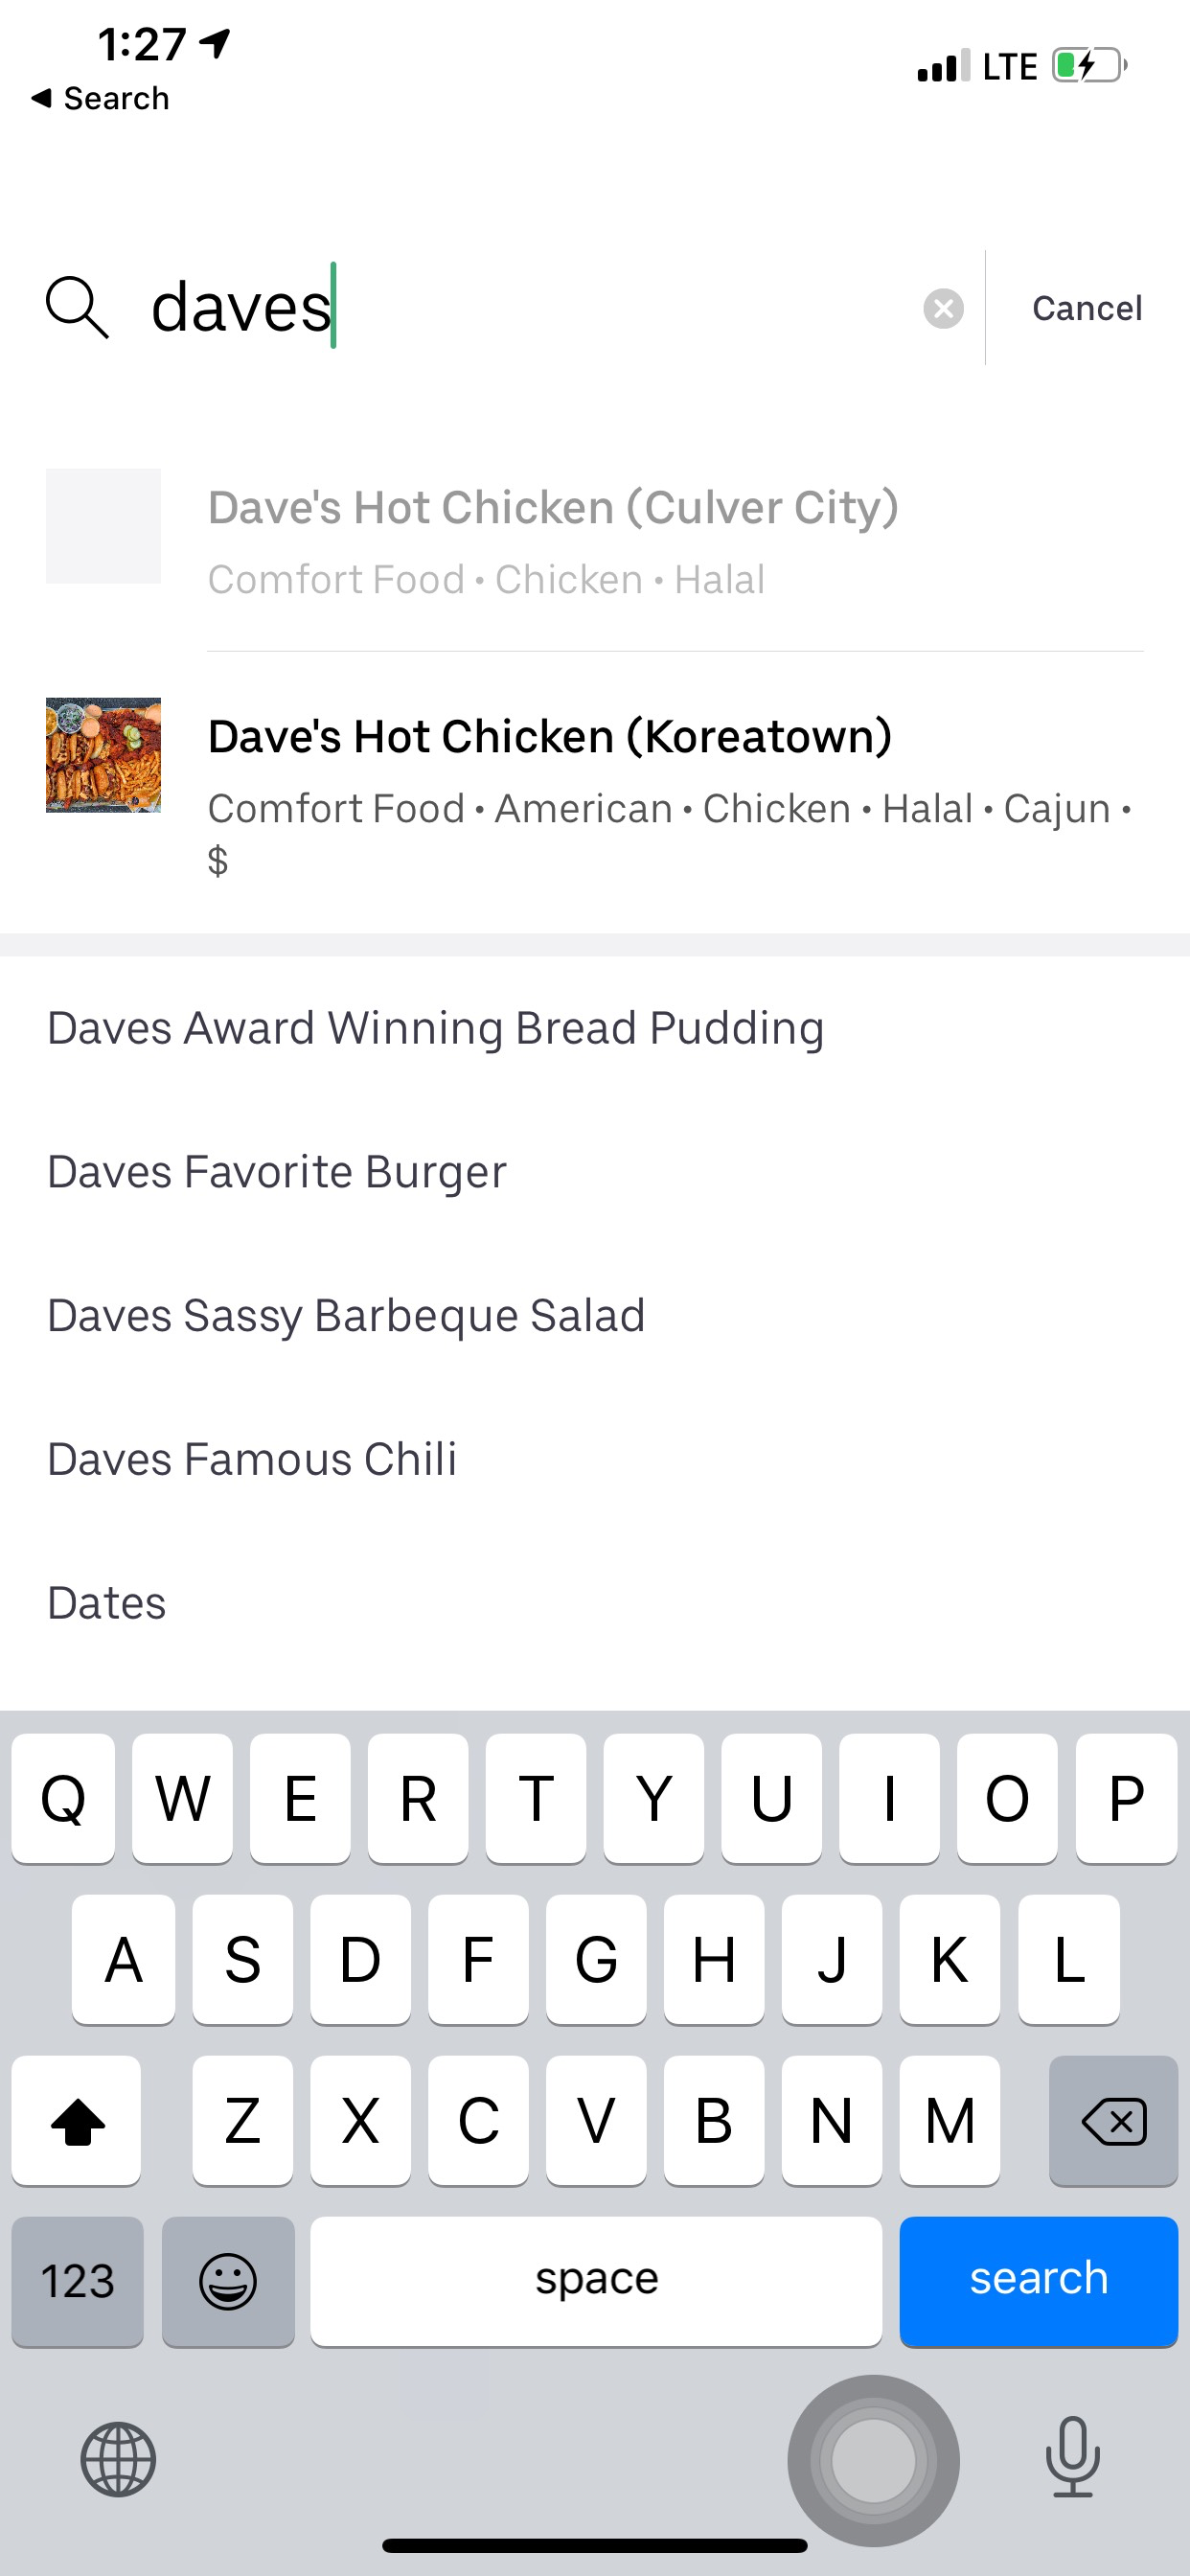 1:27
LTE
Search
daves
Cancel
Dave's Hot Chicken (Culver City)
Comfort Food • Chicken • Halal
Dave's Hot Chicken (Koreatown)
Comfort Food • American • Chicken • Halal • Cajun •
$
Daves Award Winning Bread Pudding
Daves Favorite Burger
Daves Sassy Barbeque Salad
Daves Famous Chili
Dates
Q W E R T Y U I O P
A S D F G H J K L
Z X C V B N M
123 space search